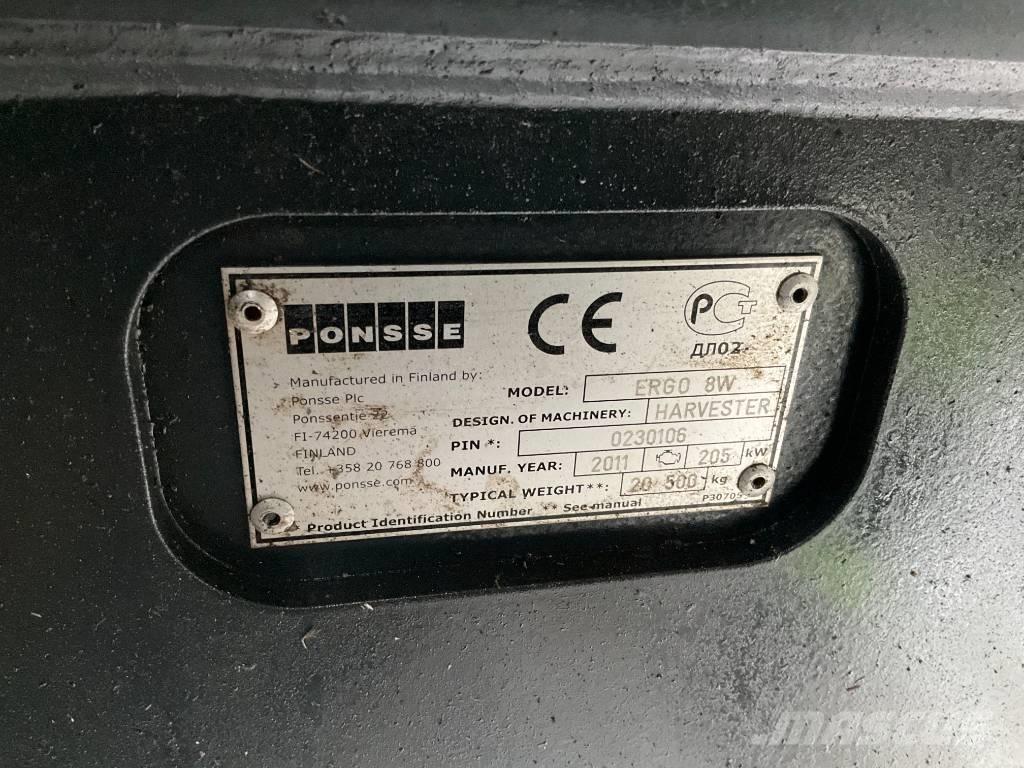 PONSSE
CE
PCT
ДЛ02
Manufactured in Finland by:
Ponsse Plc
Ponssentie 22
FI-74200 Vieremä
FINLAND
Tel. +358 20 768 800
www.ponsse.com
MODEL: ERGO 8W
DESIGN. OF MACHINERY: HARVESTER
PIN *: 0230106
MANUF. YEAR: 2011 205 kW
TYPICAL WEIGHT**: 20 500 kg
* Product Identification Number ** See manual
MASCUS